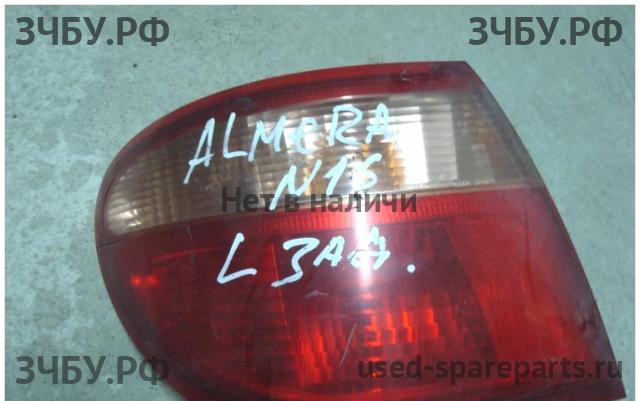 ЗЧБУ.РФ ЗЧБУ.РФ
ALMERA
N16
Нет в наличи
L ЗАД.
ЗЧБУ.РФ used-spareparts.ru